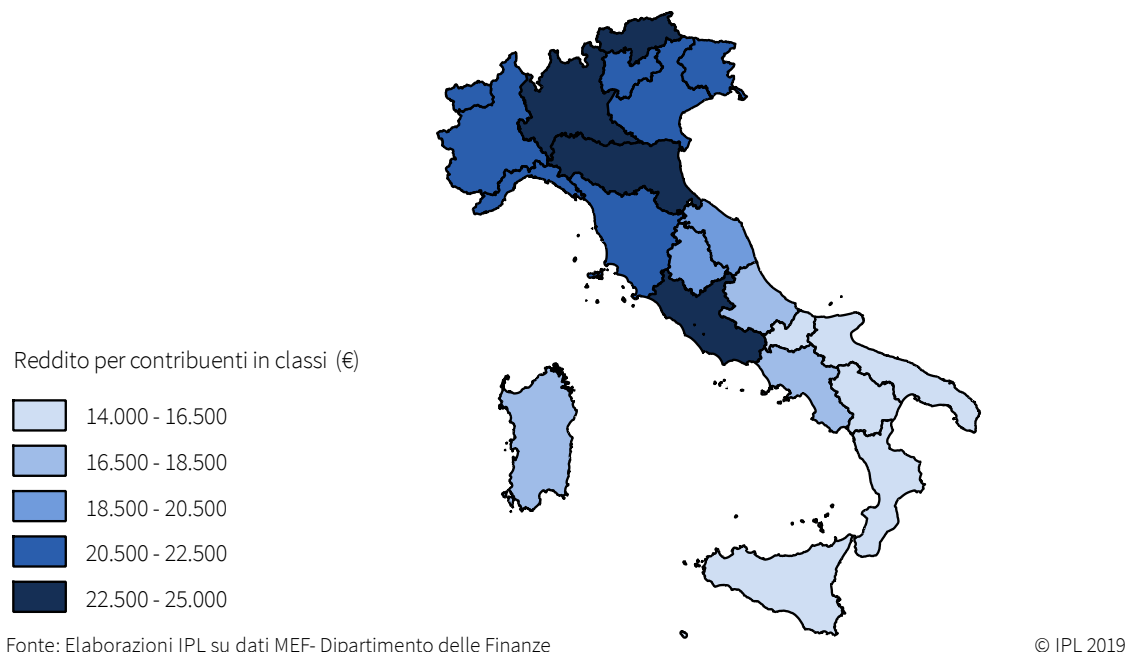 Reddito per contribuenti in classi (€)
14.000 - 16.500
16.500 - 18.500
18.500 - 20.500
20.500 - 22.500
22.500 - 25.000
Fonte: Elaborazioni IPL su dati MEF- Dipartimento delle Finanze
© IPL 2019